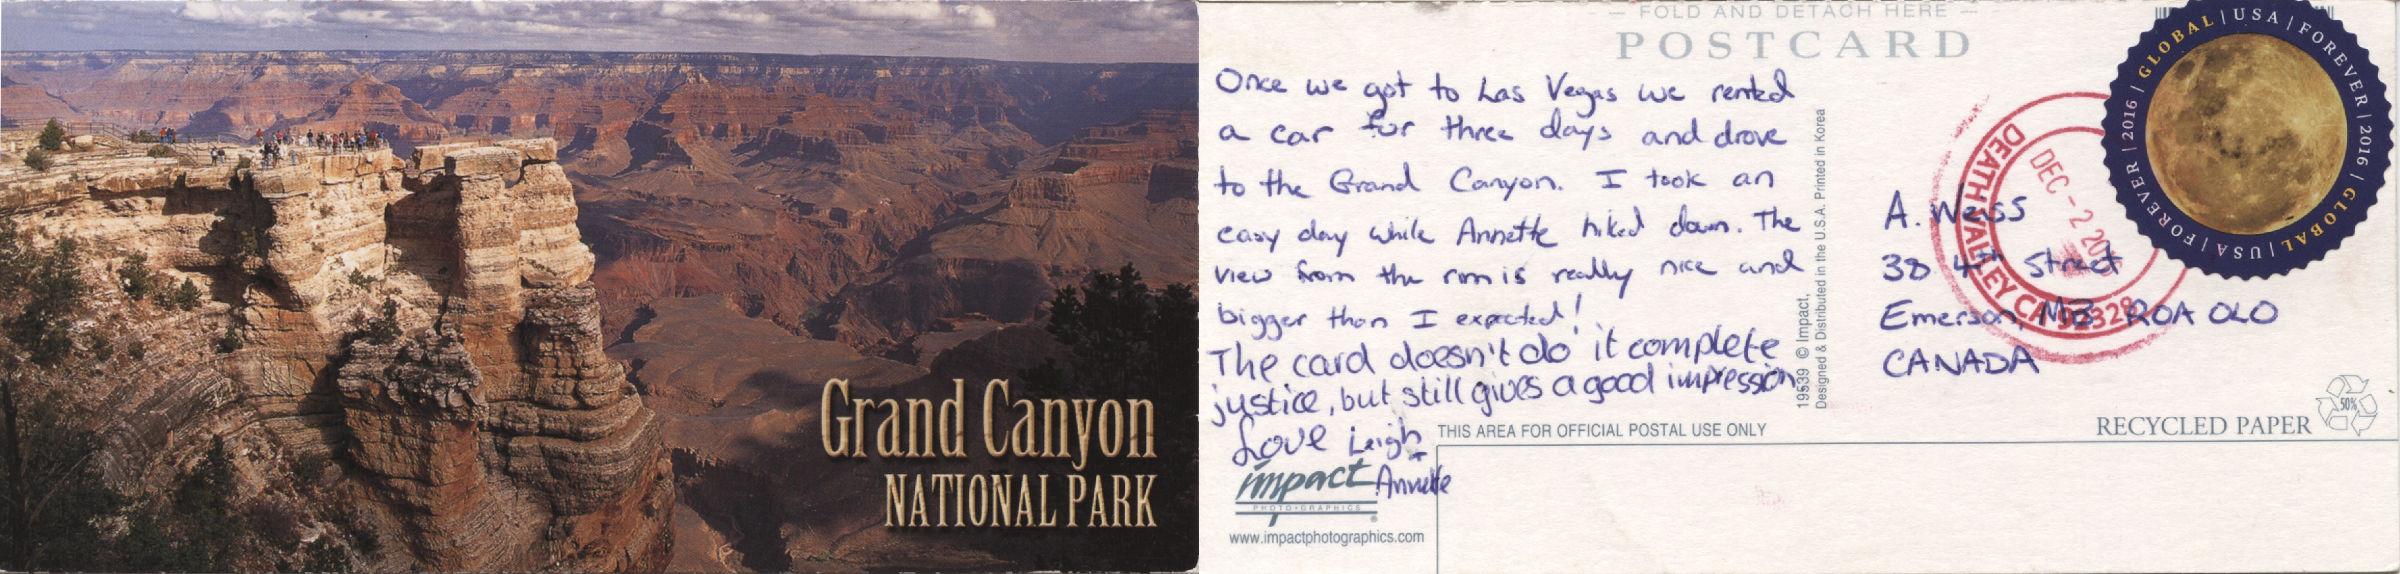 Grand Canyon
NATIONAL PARK
— FOLD AND DETACH HERE —
POSTCARD
Once we got to Las Vegas we rented
a car for three days and drove
to the Grand Canyon. I took an
easy day while Annette hiked down. The
view from the rim is really nice and
bigger than I expected!
The card doesn't do it complete
justice, but still gives a good impression.
Love Leigh
+
Annette
impact
PHOTO•GRAPHICS
®
www.impactphotographics.com
19539 © Impact,
Designed & Distributed in the U.S.A. Printed in Korea
THIS AREA FOR OFFICIAL POSTAL USE ONLY
GLOBAL | USA | FOREVER | 2016 | GLOBAL | USA | FOREVER | 2016 |
DEATH VALLEY CA 92328
DEC - 2 20
A. Weiss
38 4th Street
Emerson, MB R0A 0L0
CANADA
50%
RECYCLED PAPER